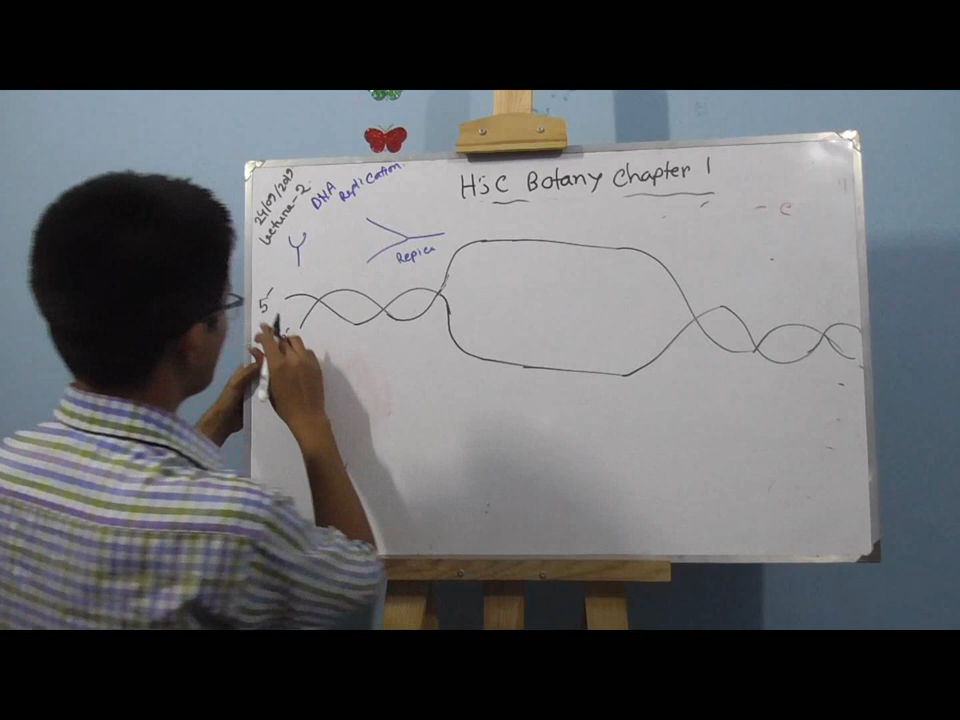 24/09/2019
Lecture-2
DNA
Replication
HSC Botany Chapter 1
Replica
5'